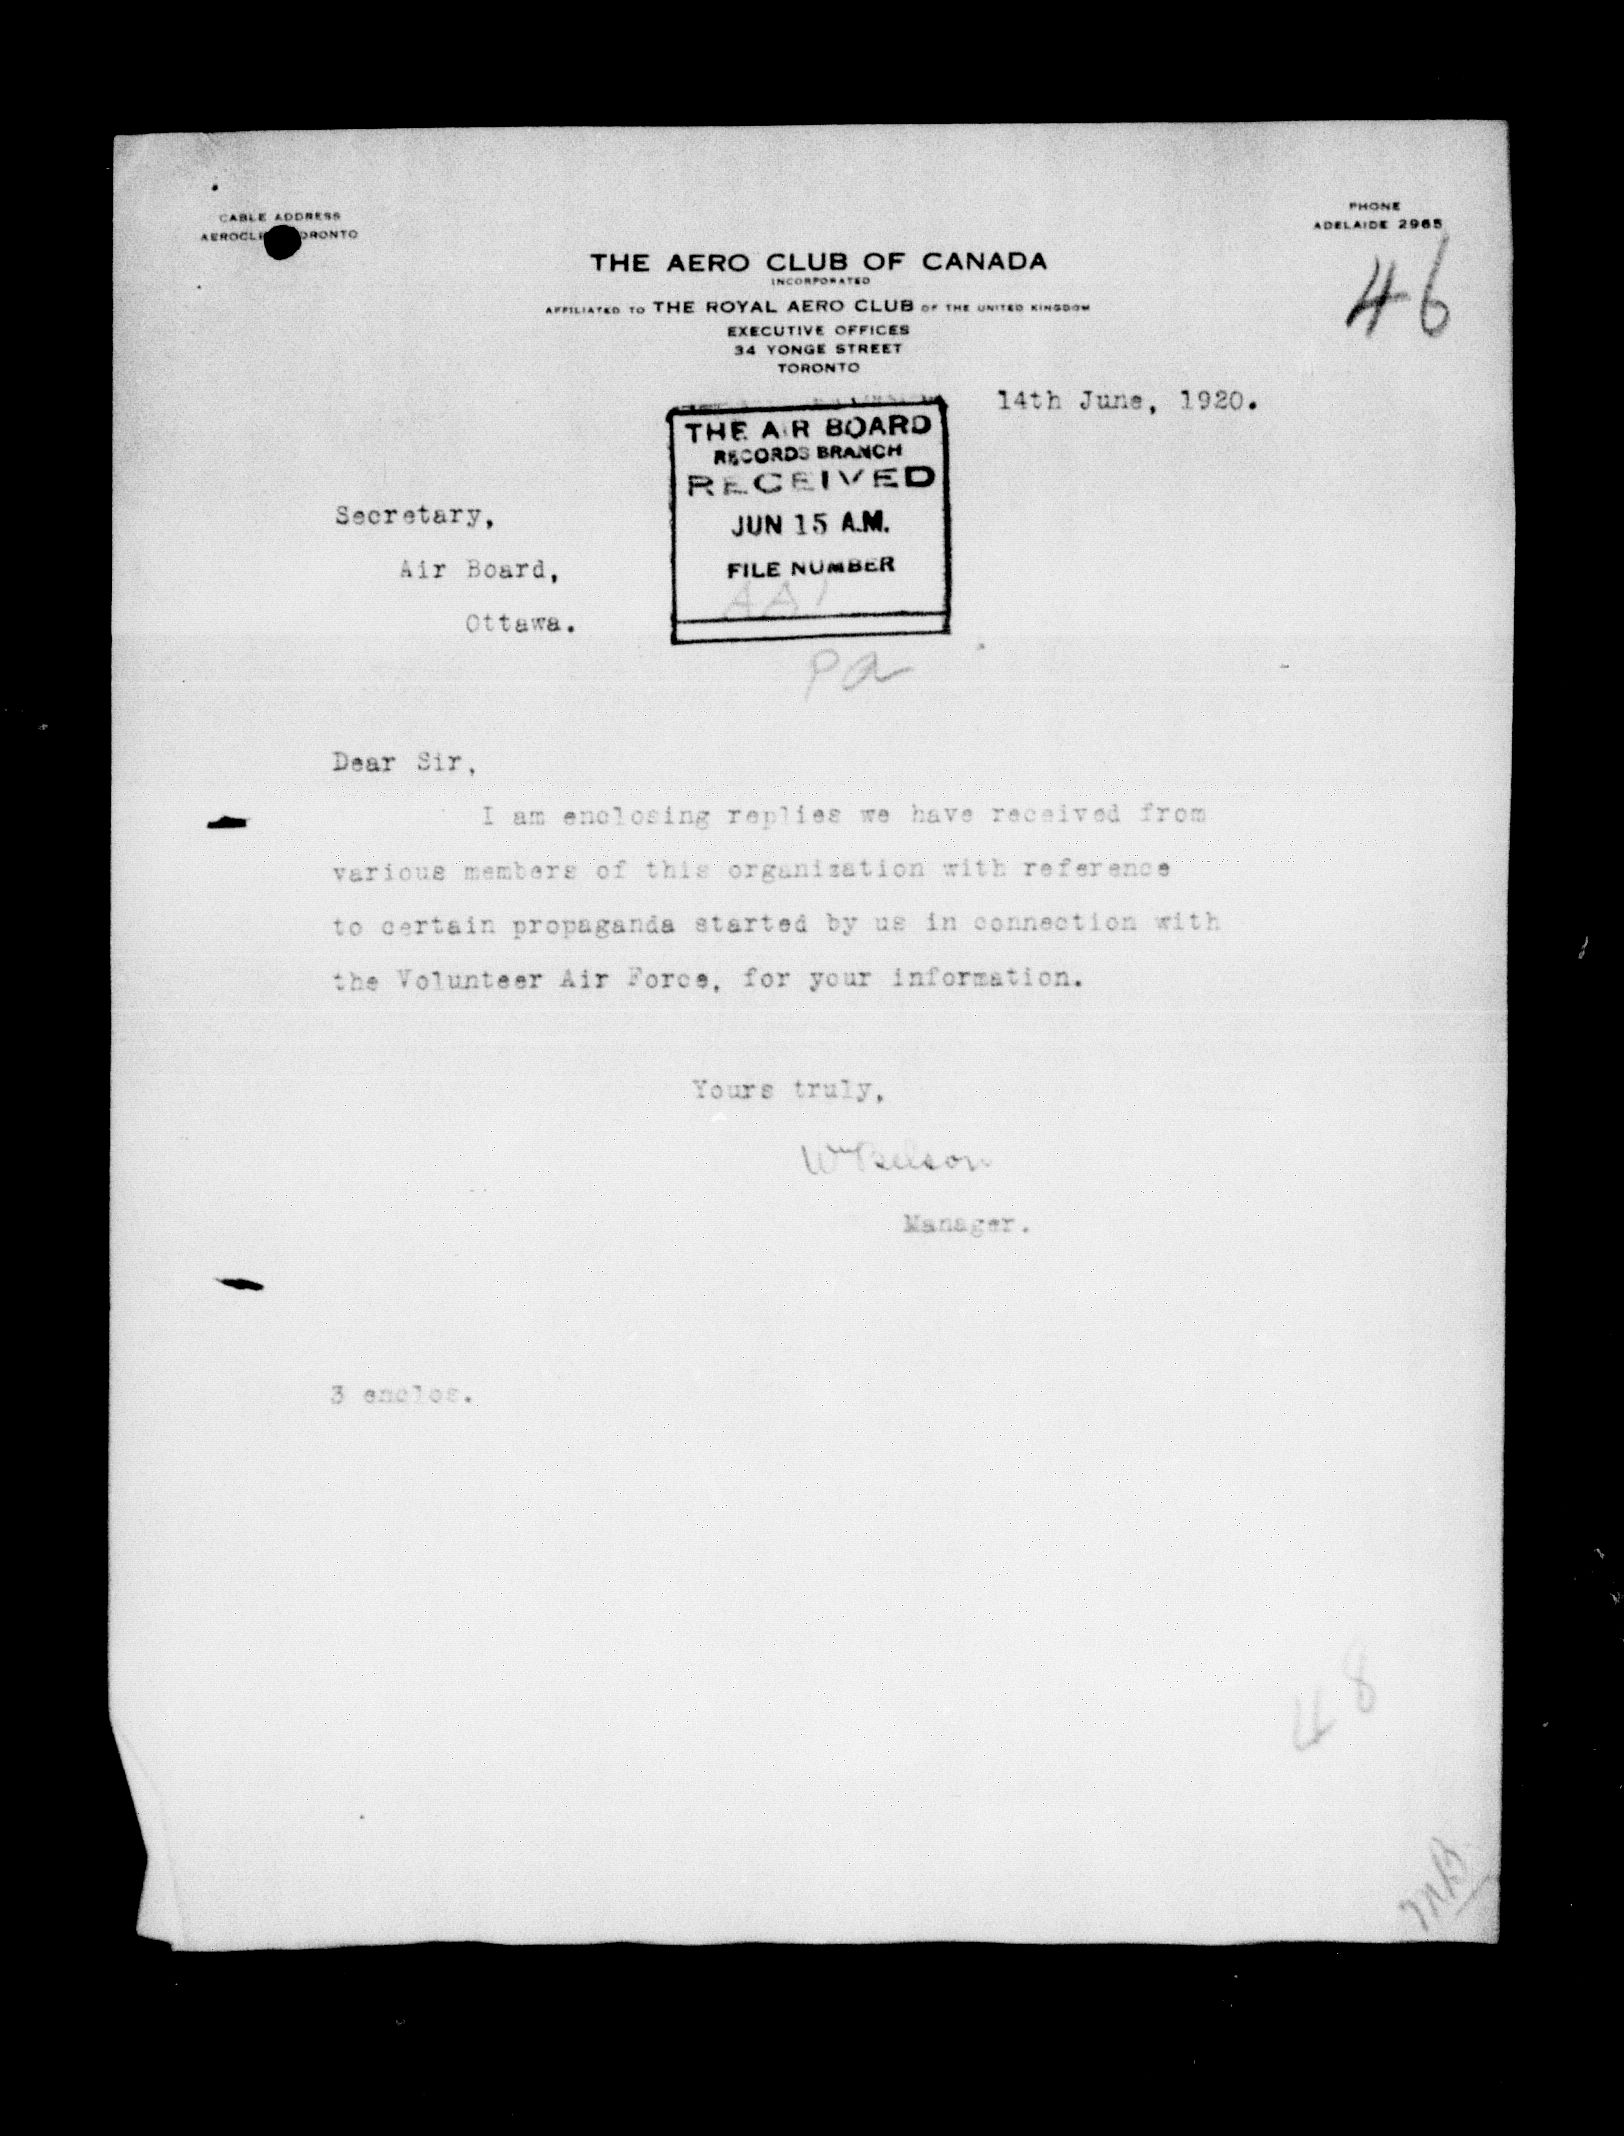 CABLE ADDRESS
PHONE
ADELAIDE 2965
46
THE AERO CLUB OF CANADA
INCORPORATED
AFFILIATED TO THE ROYAL AERO CLUB OF THE UNITED KINGDOM
EXECUTIVE OFFICES
34 YONGE STREET
TORONTO
14th June, 1920.
THE AIR BOARD
RECORDS BRANCH
RECEIVED
JUN 15 A.M.
FILE NUMBER
Secretary,
Air Board,
Ottawa.
Pa
Dear Sir,
I am enclosing replies we have received from
various members of this organization with reference
to certain propaganda started by us in connection with
the Volunteer Air Force, for your information.
Yours truly,
Manager.
3 enclos.
48